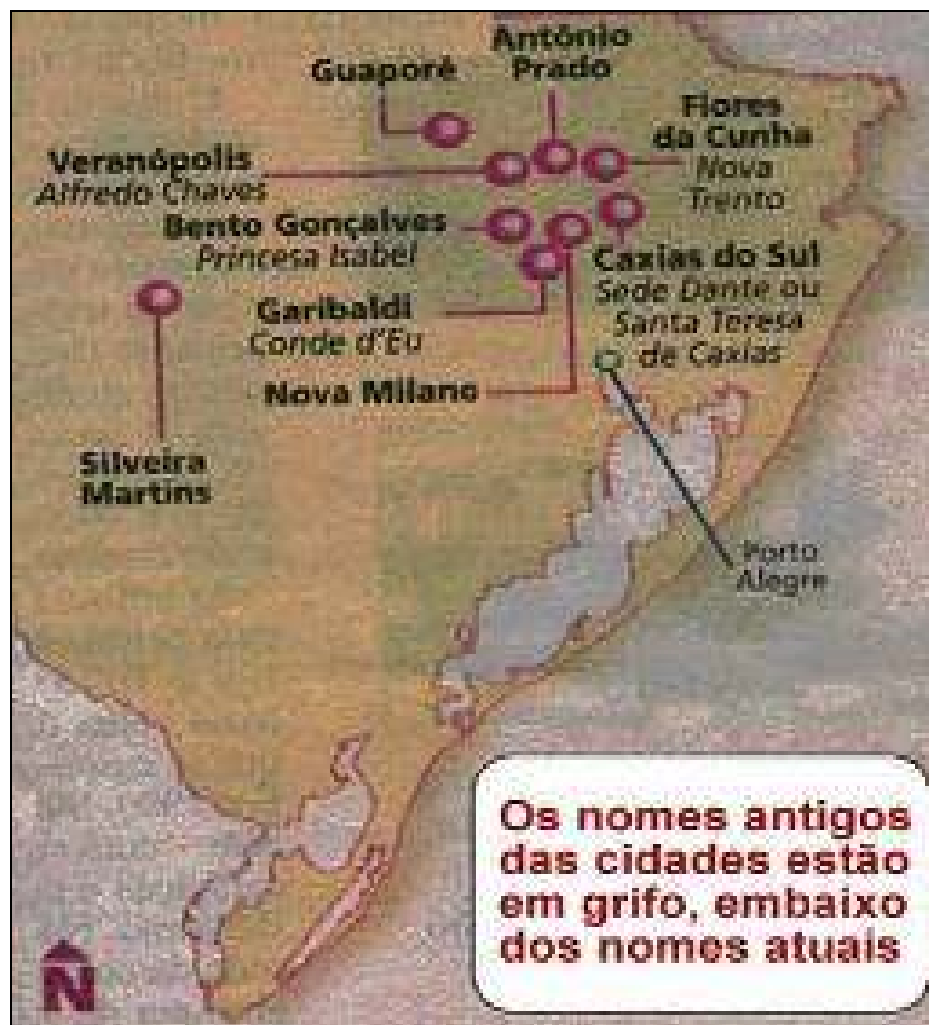 Antônio
Prado
Guaporé
Flores
da Cunha
Nova
Trento
Veranópolis
Alfredo Chaves
Bento Gonçalves
Princesa Isabel
Caxias do Sul
Sede Dante ou
Santa Teresa
de Caxias
Garibaldi
Conde d'Eu
Nova Milano
Silveira
Martins
Porto
Alegre
Os nomes antigos
das cidades estão
em grifo, embaixo
dos nomes atuais
N